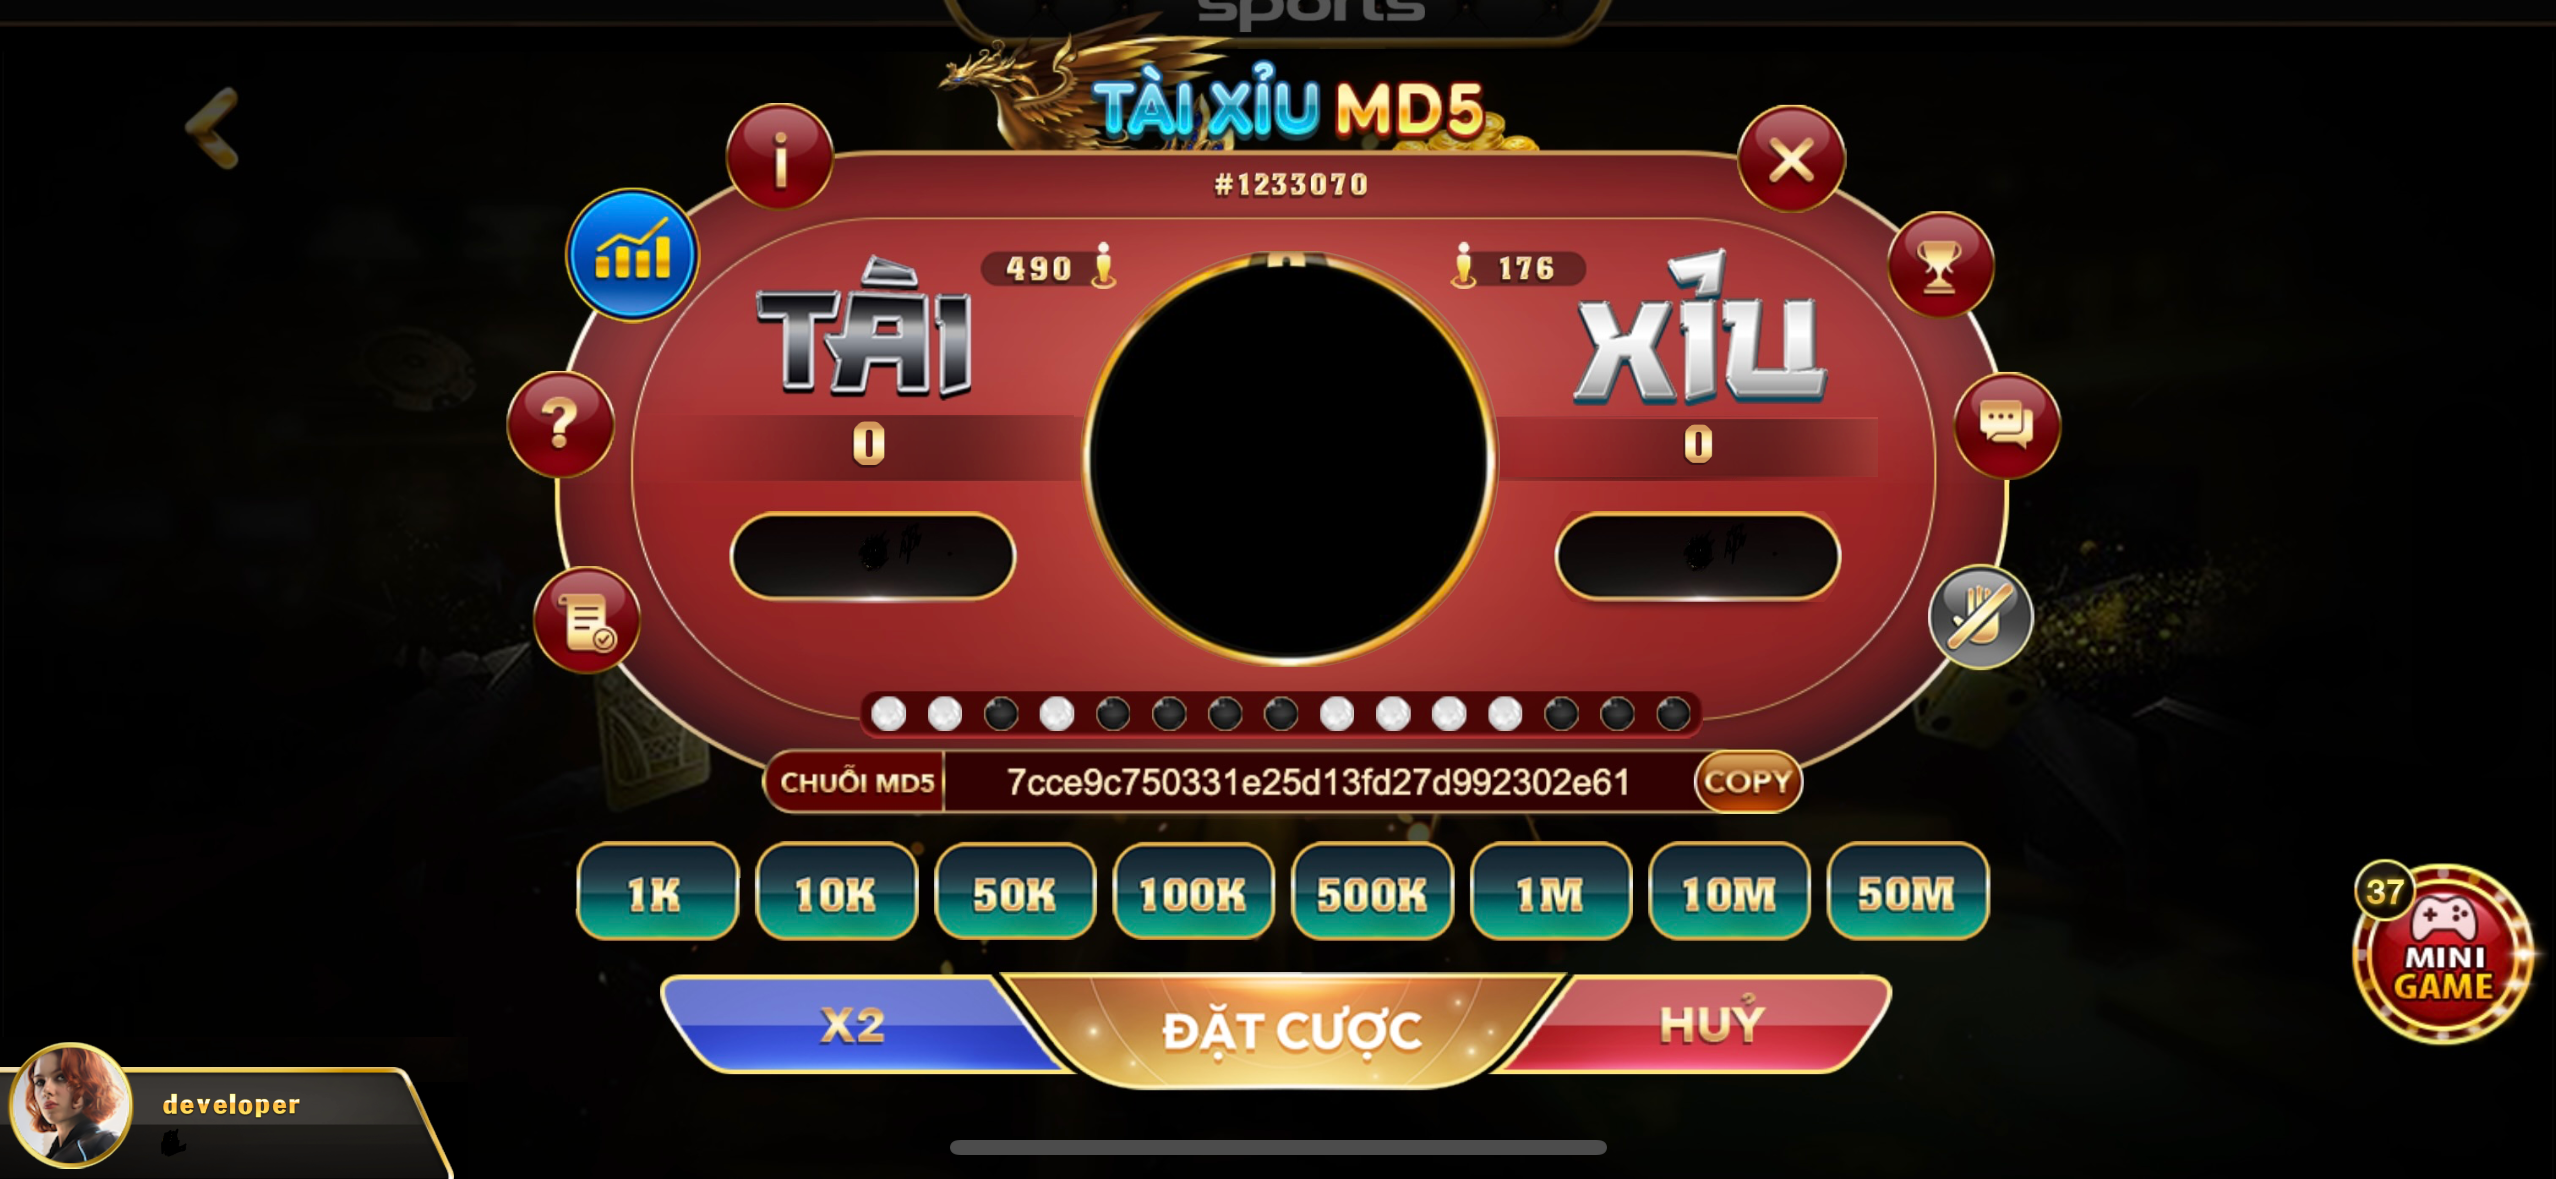 sports
TÀI XỈU MD5
#1233070
490
176
TÀI
XỈU
0
0
CHUỖI MD5 7cce9c750331e25d13fd27d992302e61 COPY
1K 10K 50K 100K 500K 1M 10M 50M
X2 ĐẶT CƯỢC HUỶ
37
MINI
GAME
developer